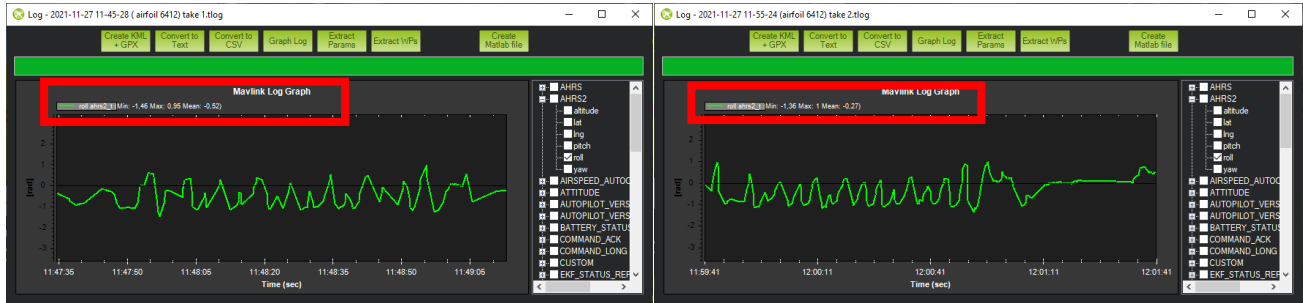 Log - 2021-11-27 11-45-28 ( airfoil 6412) take 1.tlog
Create KML + GPX
Convert to Text
Convert to CSV
Graph Log
Extract Params
Extract WPs
Create Matlab file
Mavlink Log Graph
roll.ahrs2_t Min: -1,46 Max: 0,95 Mean: -0,52)
[rad]
2
1
0
-1
-2
-3
11:47:35 11:47:50 11:48:05 11:48:20 11:48:35 11:48:50 11:49:05
Time (sec)
AHRS
AHRS2
altitude
lat
lng
pitch
roll
yaw
AIRSPEED_AUTOC
ATTITUDE
AUTOPILOT_VERS
AUTOPILOT_VERS
BATTERY_STATUS
COMMAND_ACK
COMMAND_LONG
CUSTOM
EKF_STATUS_REF
Log - 2021-11-27 11-55-24 (airfoil 6412) take 2.tlog
Create KML + GPX
Convert to Text
Convert to CSV
Graph Log
Extract Params
Extract WPs
Create Matlab file
Mavlink Log Graph
roll.ahrs2_t Min: -1,36 Max: 1 Mean: -0,27)
[rad]
2
1
0
-1
-2
-3
11:59:41 12:00:11 12:00:41 12:01:11 12:01:41
Time (sec)
AHRS
AHRS2
altitude
lat
lng
pitch
roll
yaw
AIRSPEED_AUTOC
ATTITUDE
AUTOPILOT_VERS
AUTOPILOT_VERS
BATTERY_STATUS
COMMAND_ACK
COMMAND_LONG
CUSTOM
EKF_STATUS_REF